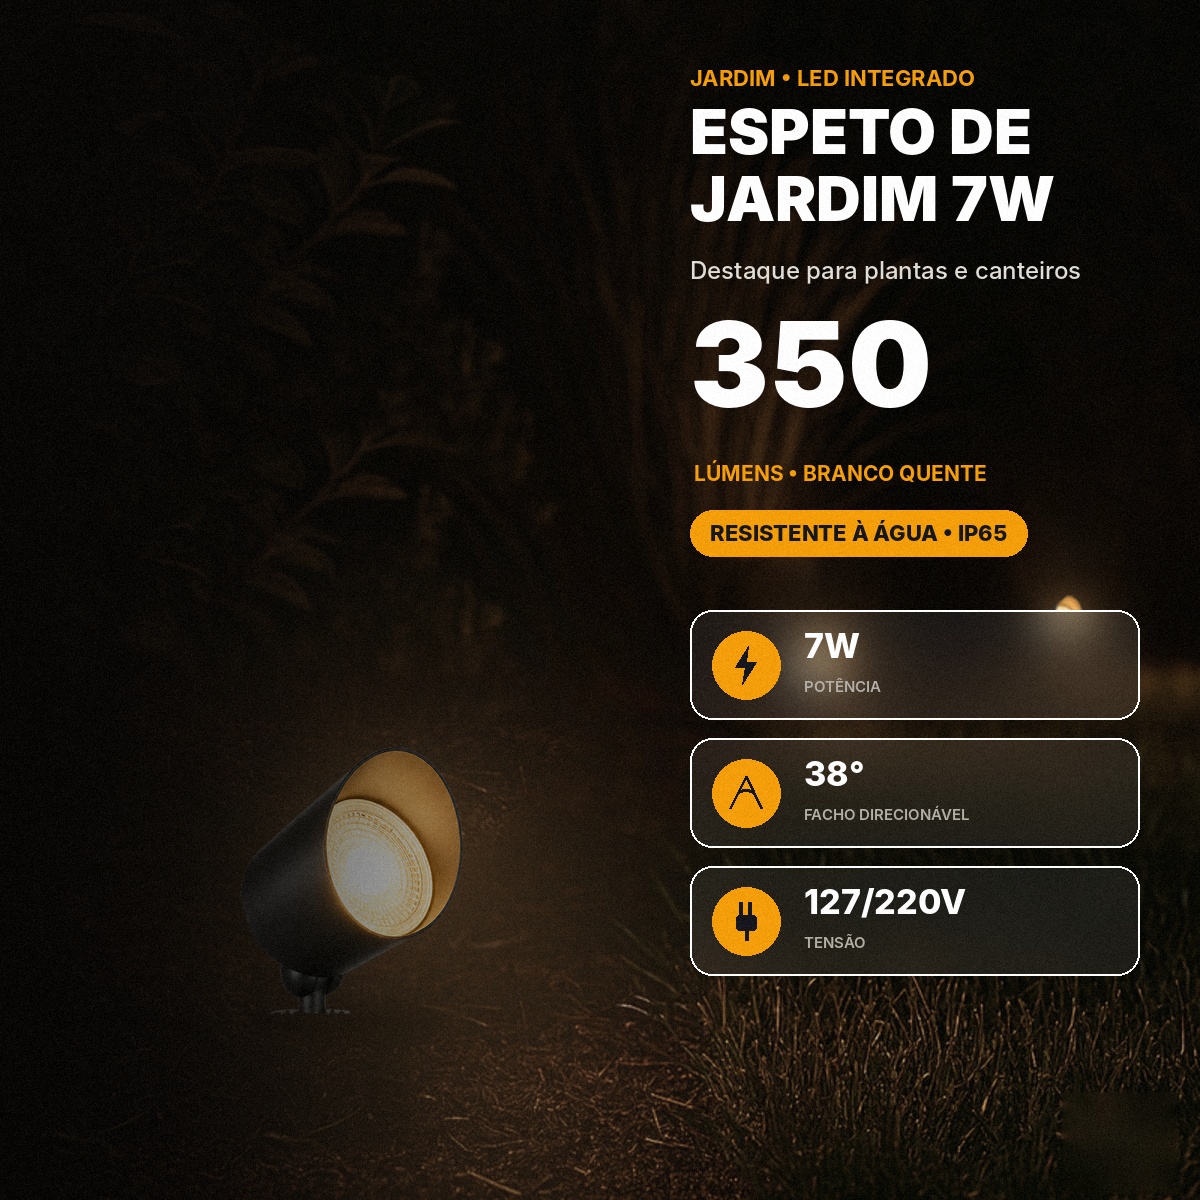 JARDIM • LED INTEGRADO
ESPETO DE
JARDIM 7W
Destaque para plantas e canteiros
350
LÚMENS • BRANCO QUENTE
RESISTENTE À ÁGUA • IP65
7W
POTÊNCIA
38°
FACHO DIRECIONÁVEL
127/220V
TENSÃO